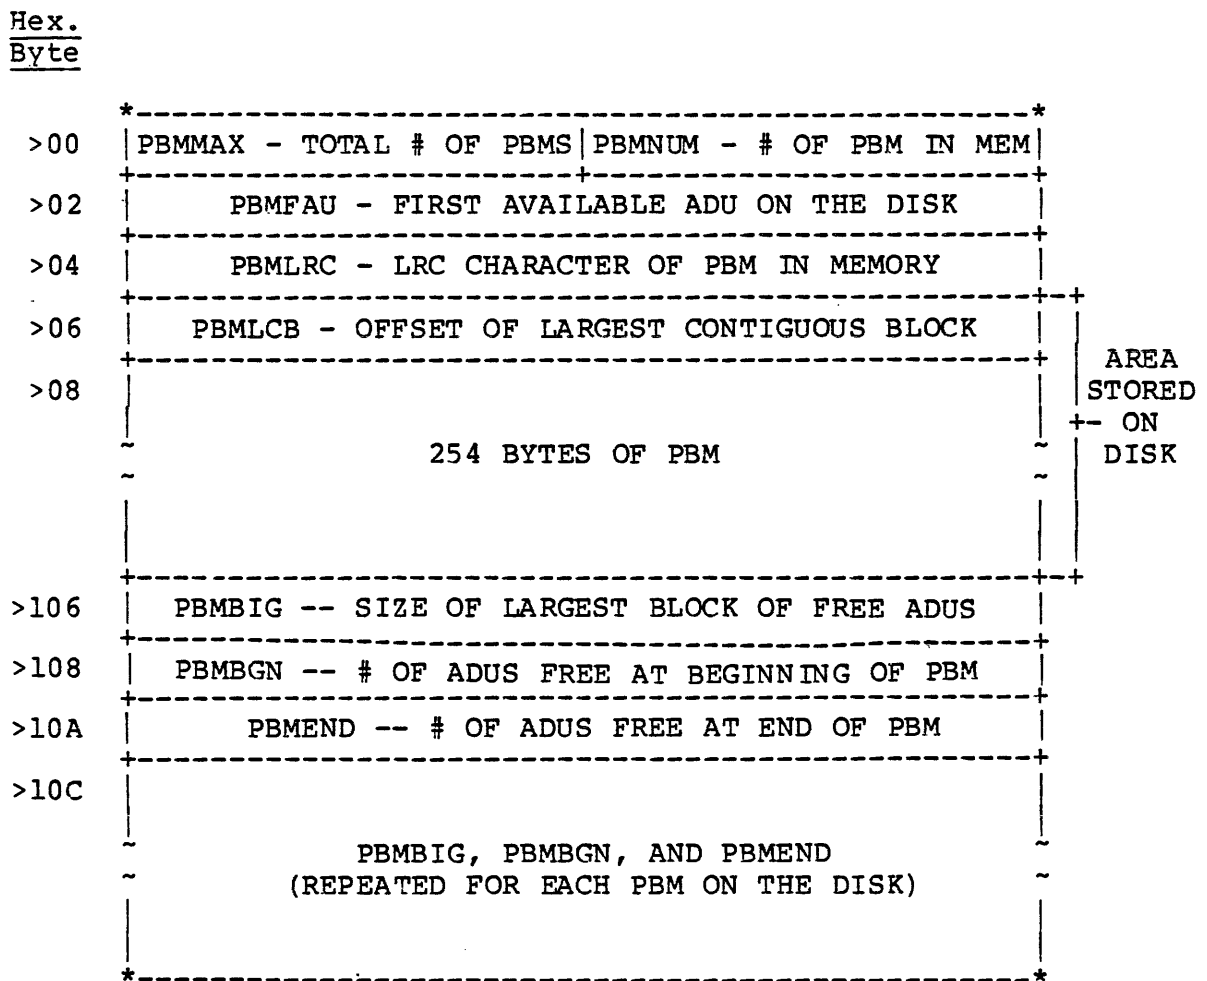 Hex.
Byte
>00 PBMMAX - TOTAL # OF PBMS PBMNUM - # OF PBM IN MEM
>02 PBMFAU - FIRST AVAILABLE ADU ON THE DISK
>04 PBMLRC - LRC CHARACTER OF PBM IN MEMORY
>06 PBMLCB - OFFSET OF LARGEST CONTIGUOUS BLOCK
>08
AREA
STORED
ON
DISK
254 BYTES OF PBM
>106 PBMBIG -- SIZE OF LARGEST BLOCK OF FREE ADUS
>108 PBMBGN -- # OF ADUS FREE AT BEGINNING OF PBM
>10A PBMEND -- # OF ADUS FREE AT END OF PBM
>10C
PBMBIG, PBMBGN, AND PBMEND
(REPEATED FOR EACH PBM ON THE DISK)